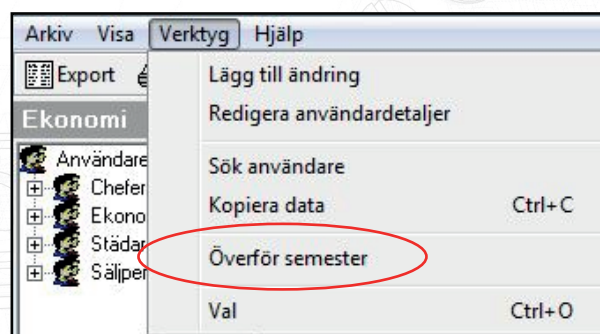 Arkiv Visa Verktyg Hjälp
Export
Lägg till ändring
Ekonomi
Redigera användardetaljer
Användare
Sök användare
Chefer
Kopiera data Ctrl+C
Ekono
Städar
Överför semester
Säljper
Val Ctrl+O